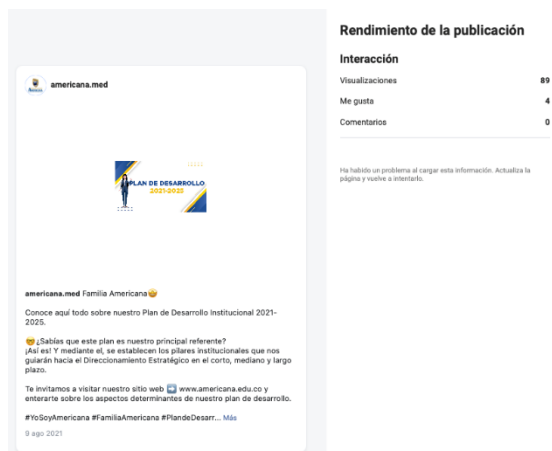 americana.med
PLAN DE DESARROLLO
2021-2025
americana.med Familia Americana🤓
Conoce aquí todo sobre nuestro Plan de Desarrollo Institucional 2021-
2025.
🤓¿Sabías que este plan es nuestro principal referente?
¡Así es! Y mediante el, se establecen los pilares institucionales que nos
guiarán hacia el Direccionamiento Estratégico en el corto, mediano y largo
plazo.
Te invitamos a visitar nuestro sitio web ➡️ www.americana.edu.co y
enterarte sobre los aspectos determinantes de nuestro plan de desarrollo.
#YoSoyAmericana #FamiliaAmericana #PlandeDesarr... Más
9 ago 2021
Rendimiento de la publicación
Interacción
Visualizaciones 89
Me gusta 4
Comentarios 0
Ha habido un problema al cargar esta información. Actualiza la
página y vuelve a intentarlo.